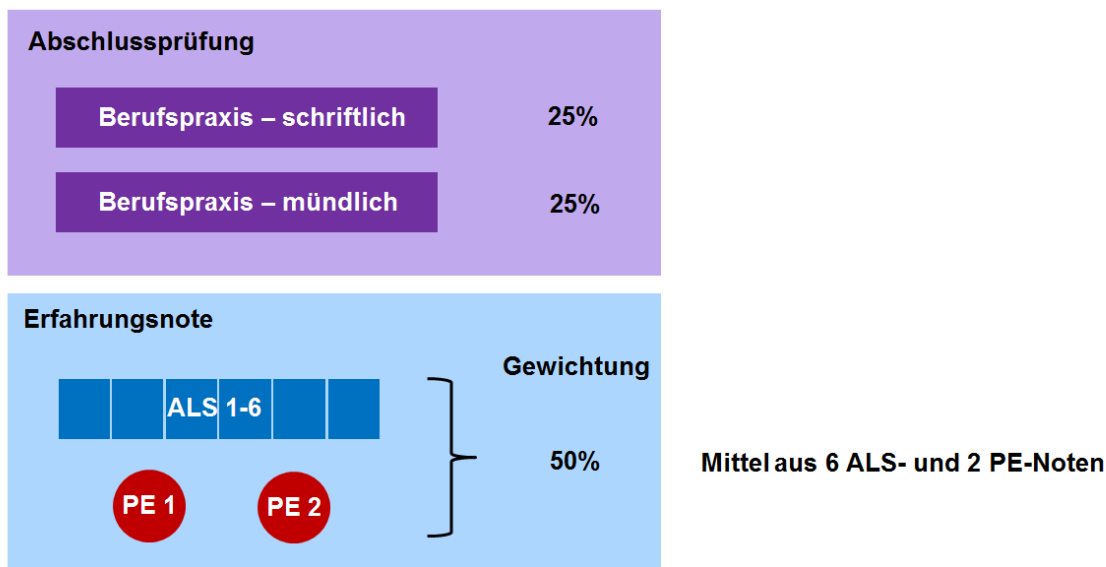 Abschlussprüfung
Berufspraxis – schriftlich 25%
Berufspraxis – mündlich 25%
Erfahrungsnote
Gewichtung
ALS 1-6
50% Mittel aus 6 ALS- und 2 PE-Noten
PE 1 PE 2